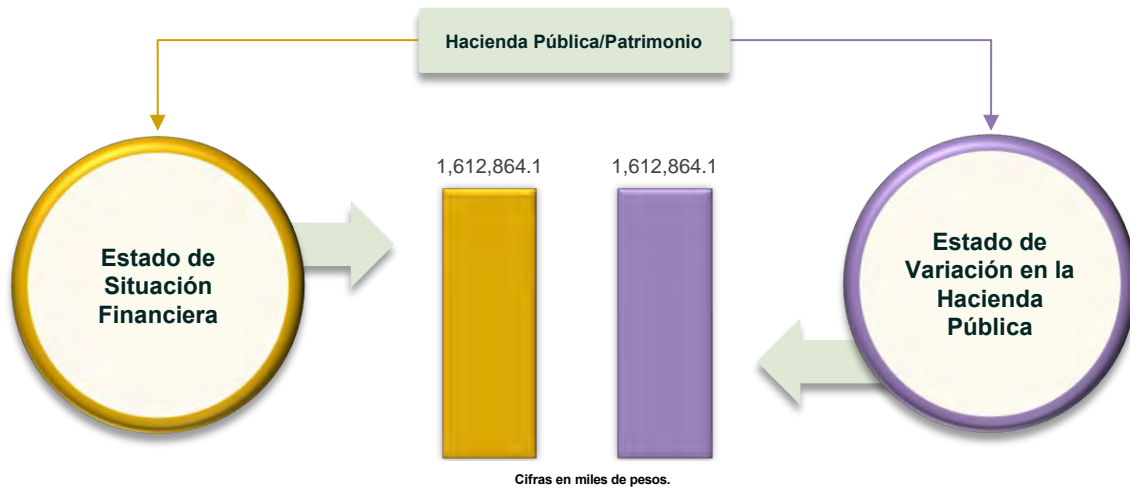 Hacienda Pública/Patrimonio
1,612,864.1
1,612,864.1
Estado de
Situación
Financiera
Estado de
Variación en la
Hacienda
Pública
Cifras en miles de pesos.